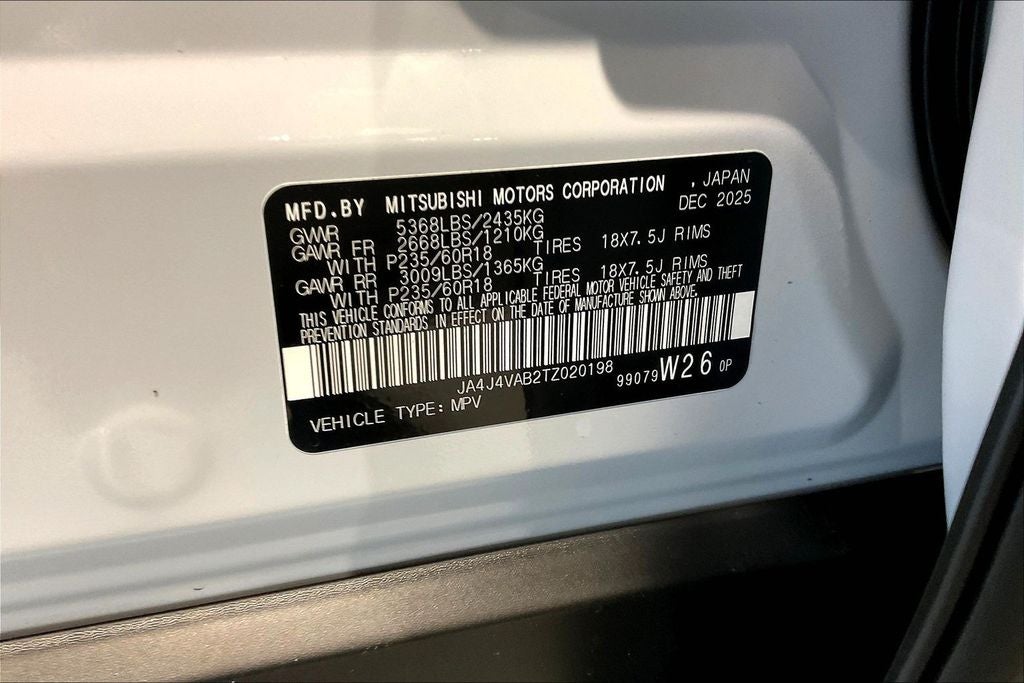 MFD.BY MITSUBISHI MOTORS CORPORATION , JAPAN
DEC 2025
GVWR 5368LBS/2435KG
GAWR FR 2668LBS/1210KG
WITH P235/60R18 TIRES 18X7.5J RIMS
GAWR RR 3009LBS/1365KG
WITH P235/60R18 TIRES 18X7.5J RIMS
THIS VEHICLE CONFORMS TO ALL APPLICABLE FEDERAL MOTOR VEHICLE SAFETY AND THEFT
PREVENTION STANDARDS IN EFFECT ON THE DATE OF MANUFACTURE SHOWN ABOVE.
JA4J4VAB2TZ020198
99079 W26 0P
VEHICLE TYPE: MPV